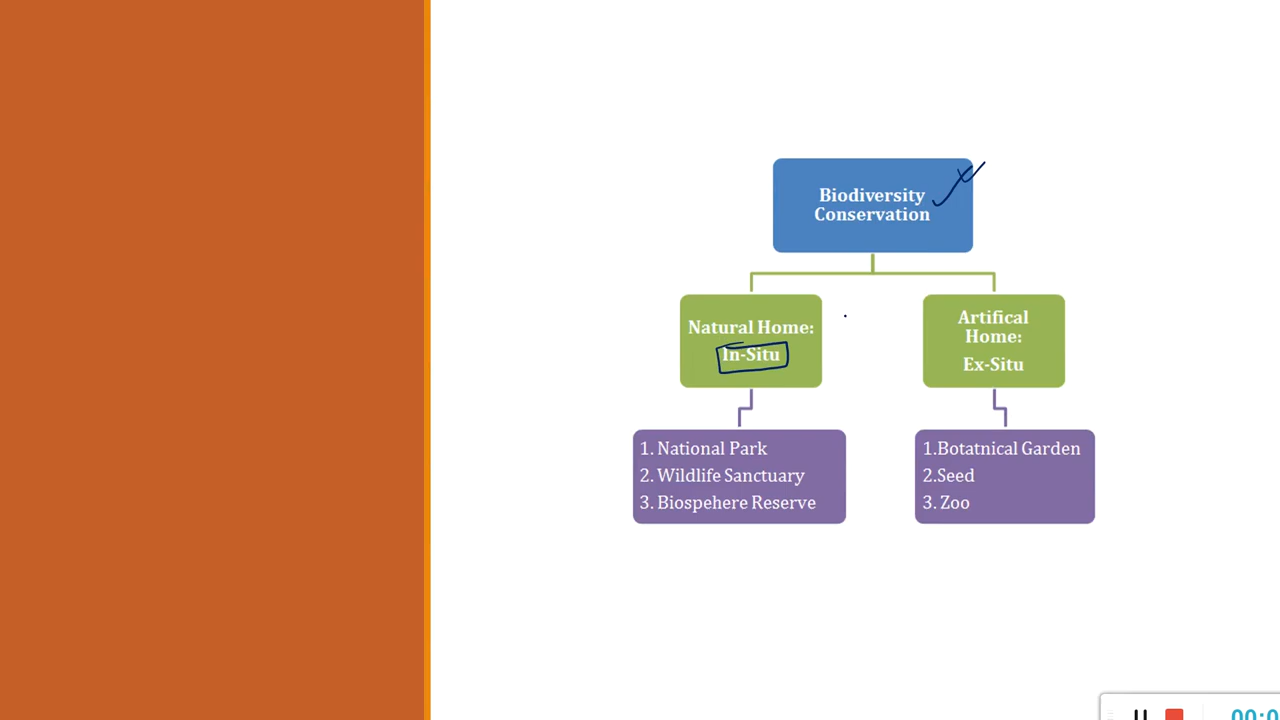 Biodiversity
Conservation
Natural Home:
In-Situ
Artifical
Home:
Ex-Situ
1. National Park
2. Wildlife Sanctuary
3. Biospehere Reserve
1.Botatnical Garden
2.Seed
3. Zoo